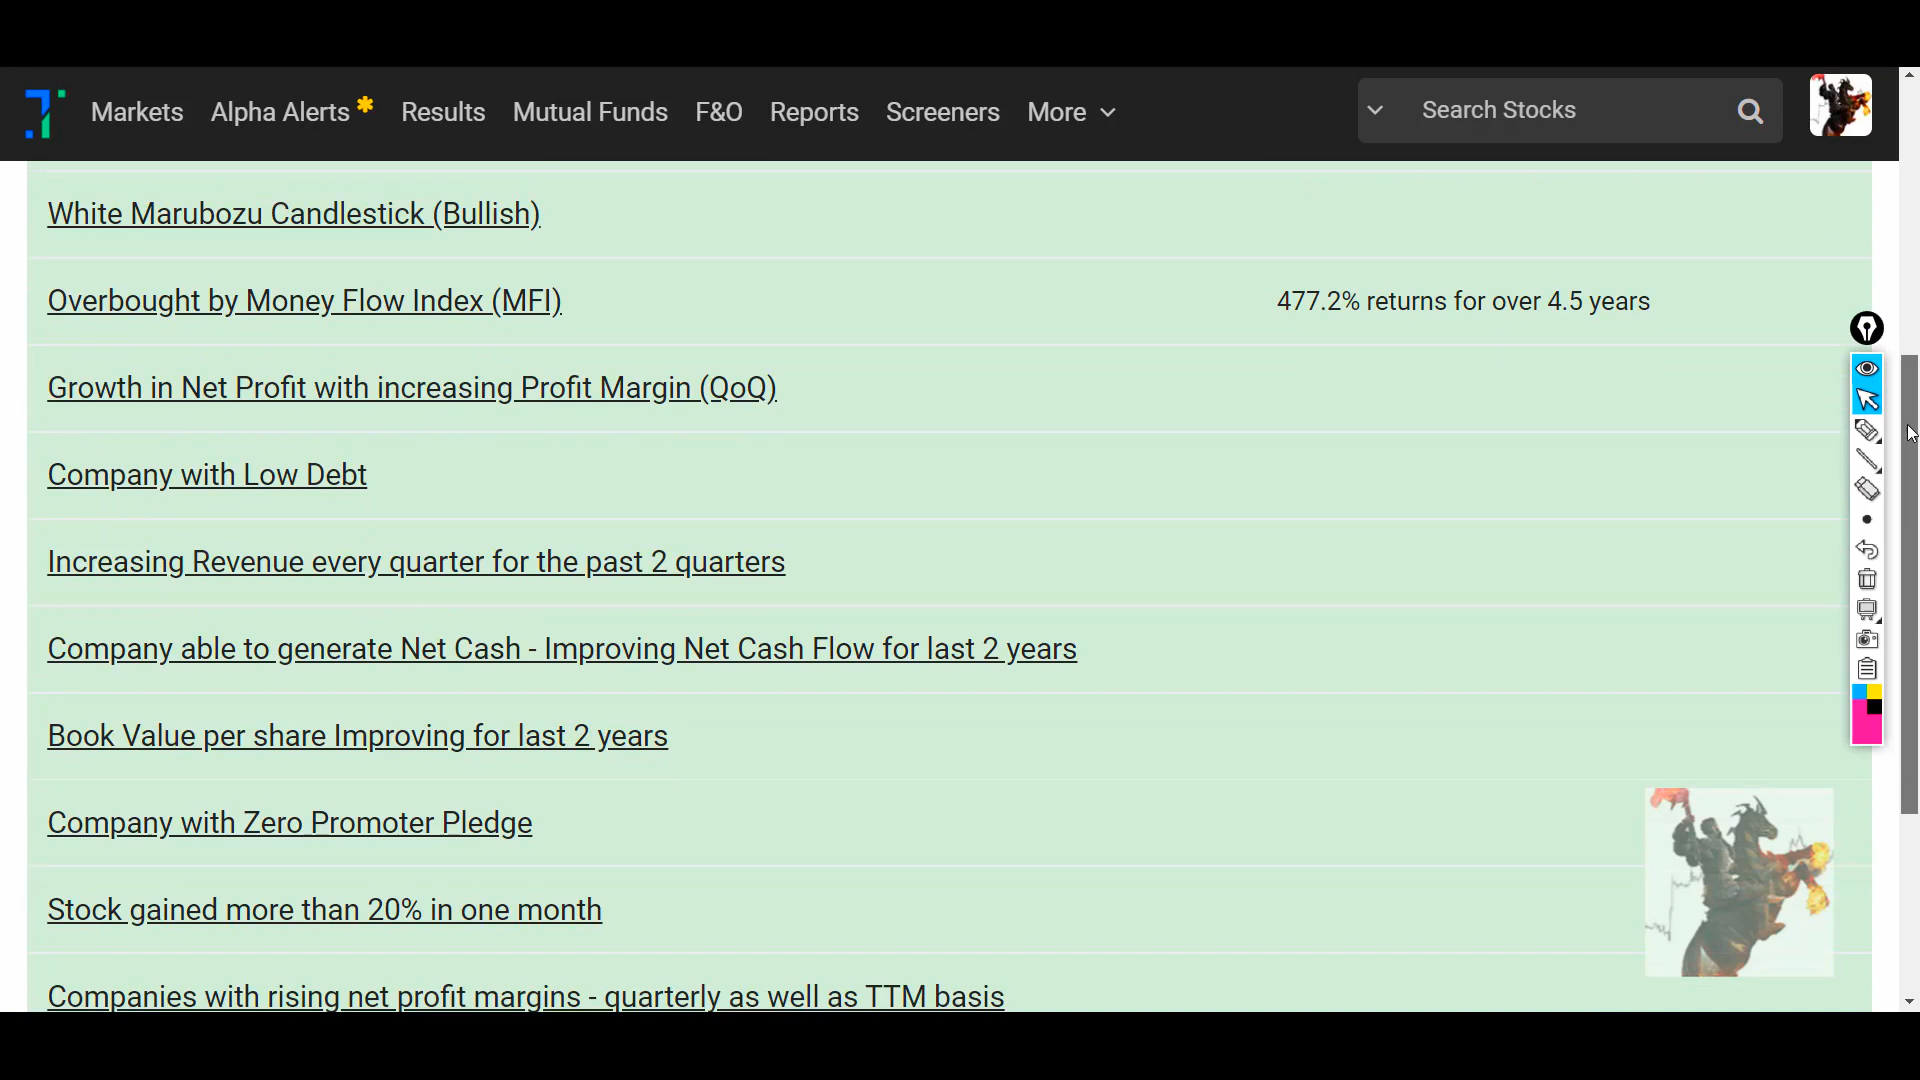 Markets Alpha Alerts * Results Mutual Funds F&O Reports Screeners More Search Stocks
White Marubozu Candlestick (Bullish)
Overbought by Money Flow Index (MFI) 477.2% returns for over 4.5 years
Growth in Net Profit with increasing Profit Margin (QoQ)
Company with Low Debt
Increasing Revenue every quarter for the past 2 quarters
Company able to generate Net Cash - Improving Net Cash Flow for last 2 years
Book Value per share Improving for last 2 years
Company with Zero Promoter Pledge
Stock gained more than 20% in one month
Companies with rising net profit margins - quarterly as well as TTM basis